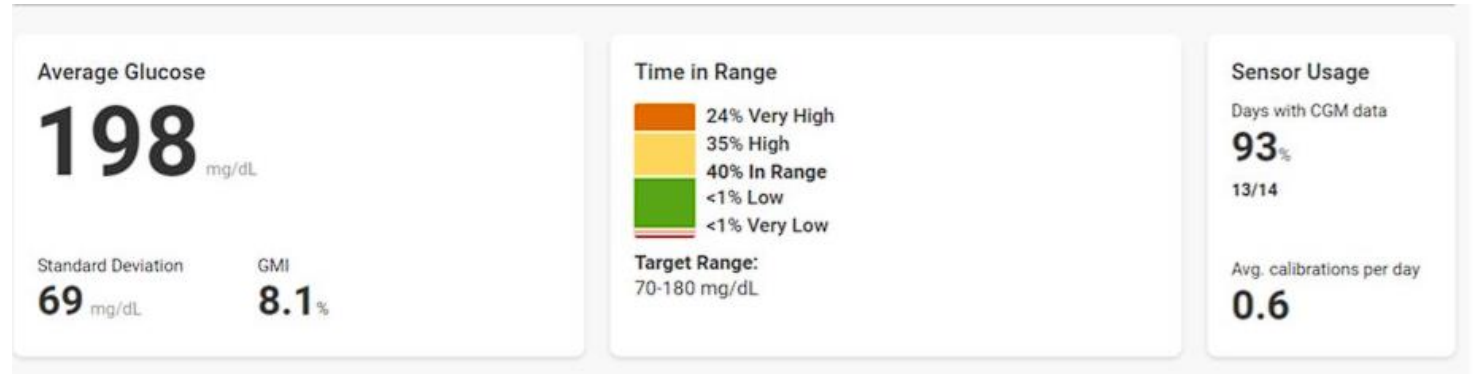 Average Glucose
198 mg/dL
Standard Deviation
69 mg/dL
GMI
8.1%
Time in Range
24% Very High
35% High
40% In Range
<1% Low
<1% Very Low
Target Range:
70-180 mg/dL
Sensor Usage
Days with CGM data
93%
13/14
Avg. calibrations per day
0.6